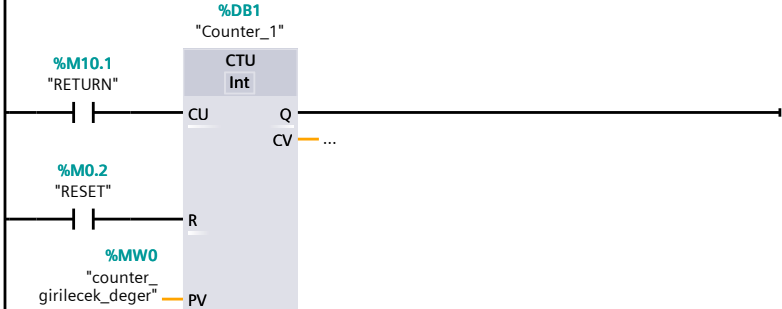 %DB1
"Counter_1"
%M10.1
"RETURN"
CTU
Int
CU
Q
CV
...
%M0.2
"RESET"
R
%MW0
"counter_
girilecek_deger"
PV